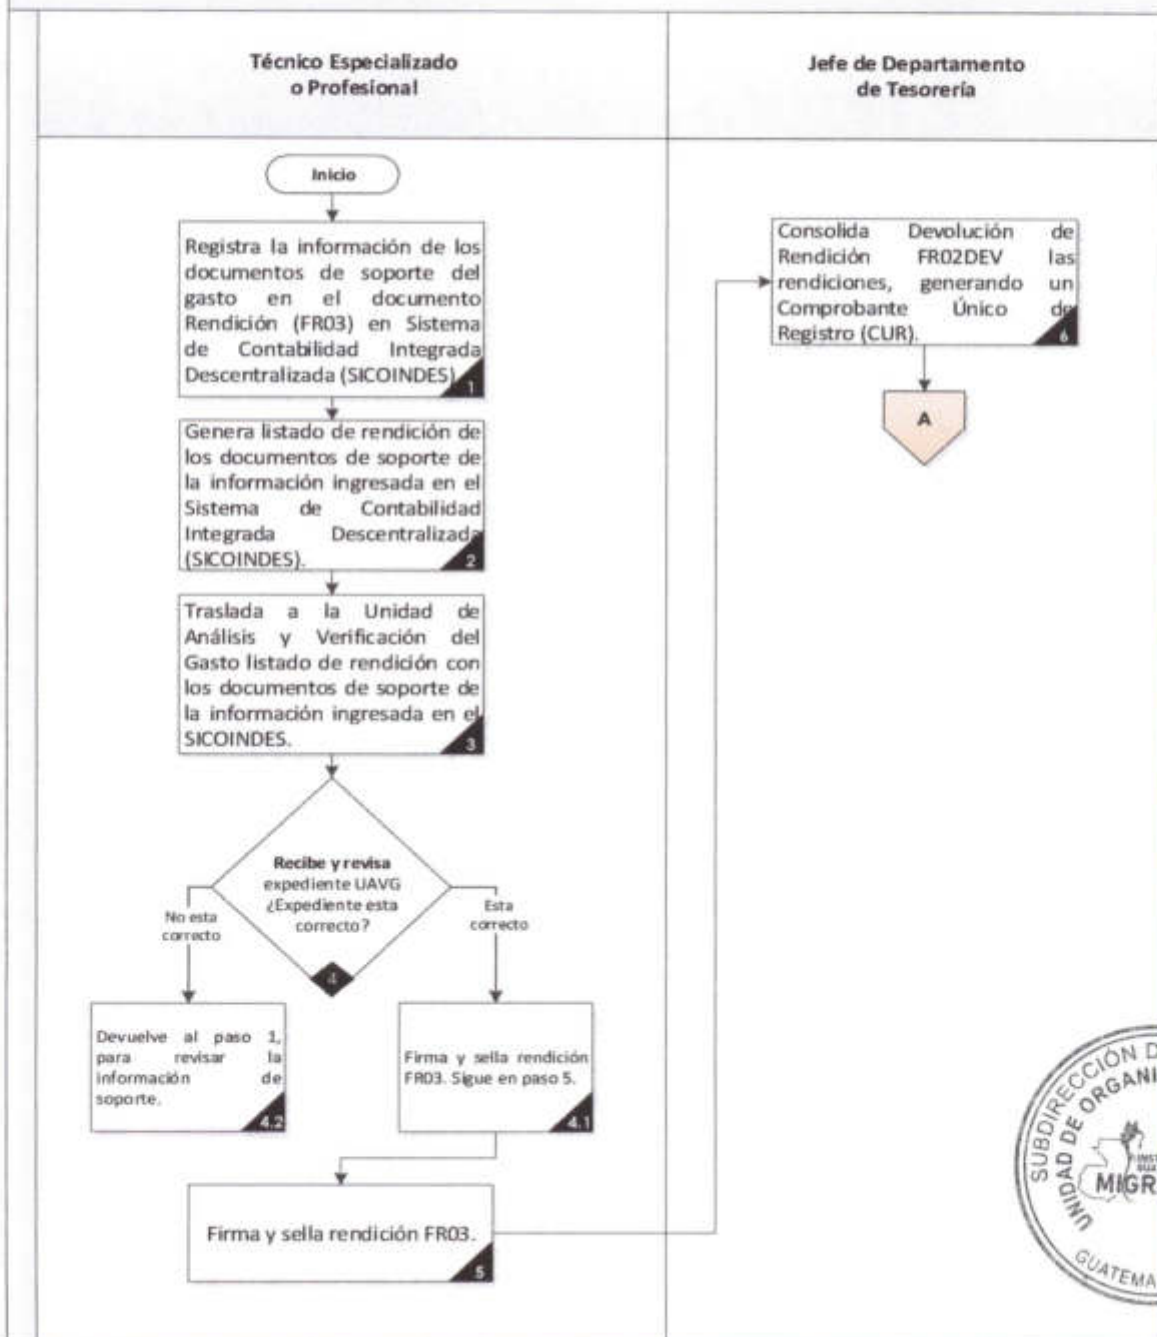 Técnico Especializado
o Profesional
Jefe de Departamento
de Tesorería
Inicio
Registra la información de los
documentos de soporte del
gasto en el documento
Rendición (FR03) en Sistema
de Contabilidad Integrada
Descentralizada (SICOINDES)
1
Genera listado de rendición de
los documentos de soporte de
la información ingresada en el
Sistema de Contabilidad
Integrada Descentralizada
(SICOINDES).
2
Traslada a la Unidad de
Análisis y Verificación del
Gasto listado de rendición con
los documentos de soporte de
la información ingresada en el
SICOINDES.
3
Recibe y revisa
expediente UAVG
¿Expediente esta
correcto?
4
No esta
correcto
Esta
correcto
Devuelve al paso 1,
para revisar la
información de
soporte.
4.2
Firma y sella rendición
FR03. Sigue en paso 5.
4.1
Firma y sella rendición FR03.
5
Consolida Devolución de
Rendición FR02DEV las
rendiciones, generando un
Comprobante Único de
Registro (CUR).
6
A
SUBDIRECCIÓN D
UNIDAD DE ORGANI
MIGR
GUATEMA